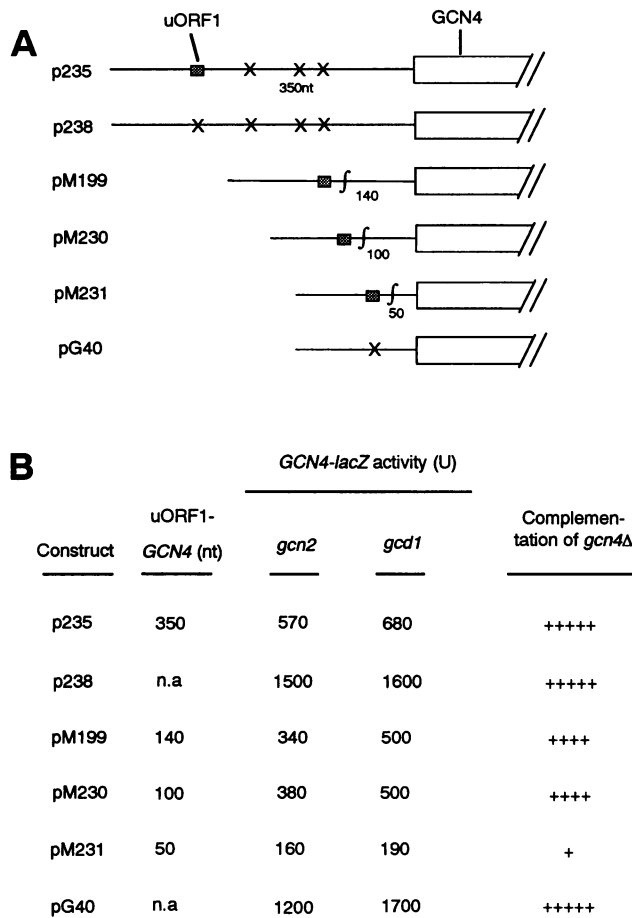 A
uORF1
GCN4
p235
350nt
p238
pM199
140
pM230
100
pM231
50
pG40
B
GCN4-lacZ activity (U)
Construct
uORF1-
GCN4 (nt)
gcn2
gcd1
Complemen-
tation of gcn4Δ
p235 350 570 680 +++++
p238 n.a 1500 1600 +++++
pM199 140 340 500 ++++
pM230 100 380 500 ++++
pM231 50 160 190 +
pG40 n.a 1200 1700 +++++